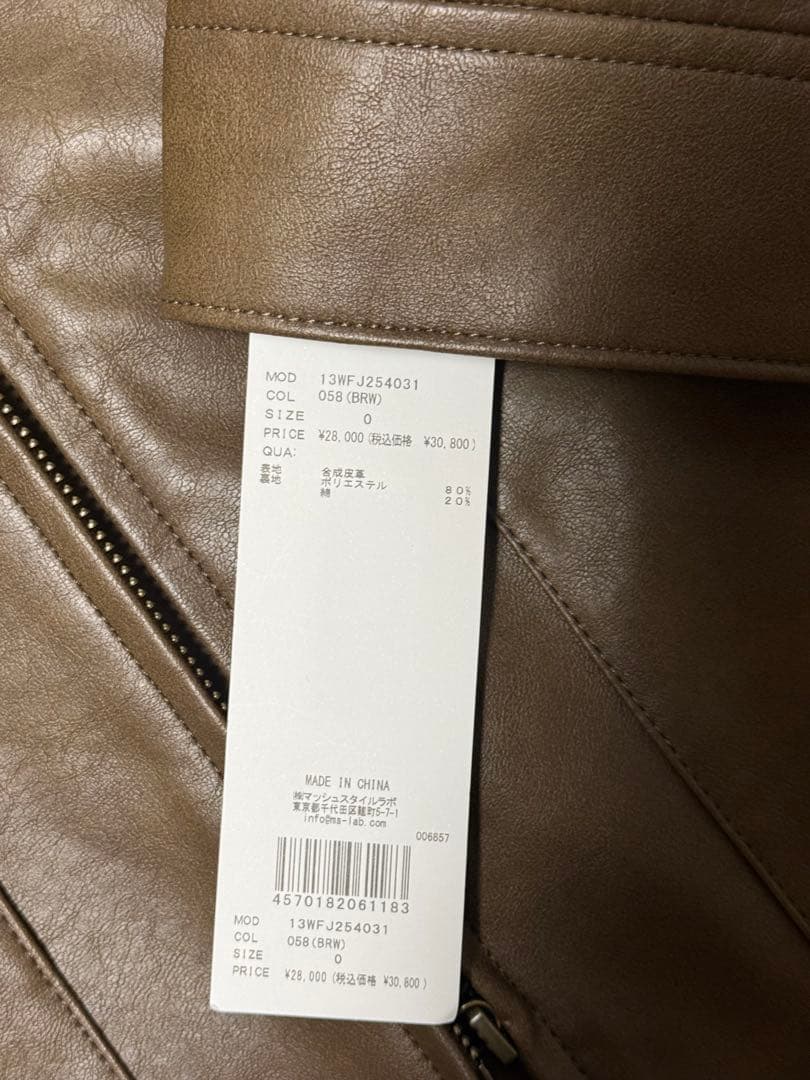 MOD 13WFJ254031
COL 058(BRW)
SIZE 0
PRICE ¥28,000(税込価格 ¥30,800)
QUA:
表地 合成皮革
裏地 ポリエステル 80%
綿 20%
MADE IN CHINA
㈱マッシュスタイルラボ
東京都千代田区麹町5-7-1
info@ms-lab.com
006857
4570182061183
MOD 13WFJ254031
COL 058(BRW)
SIZE 0
PRICE ¥28,000(税込価格 ¥30,800)